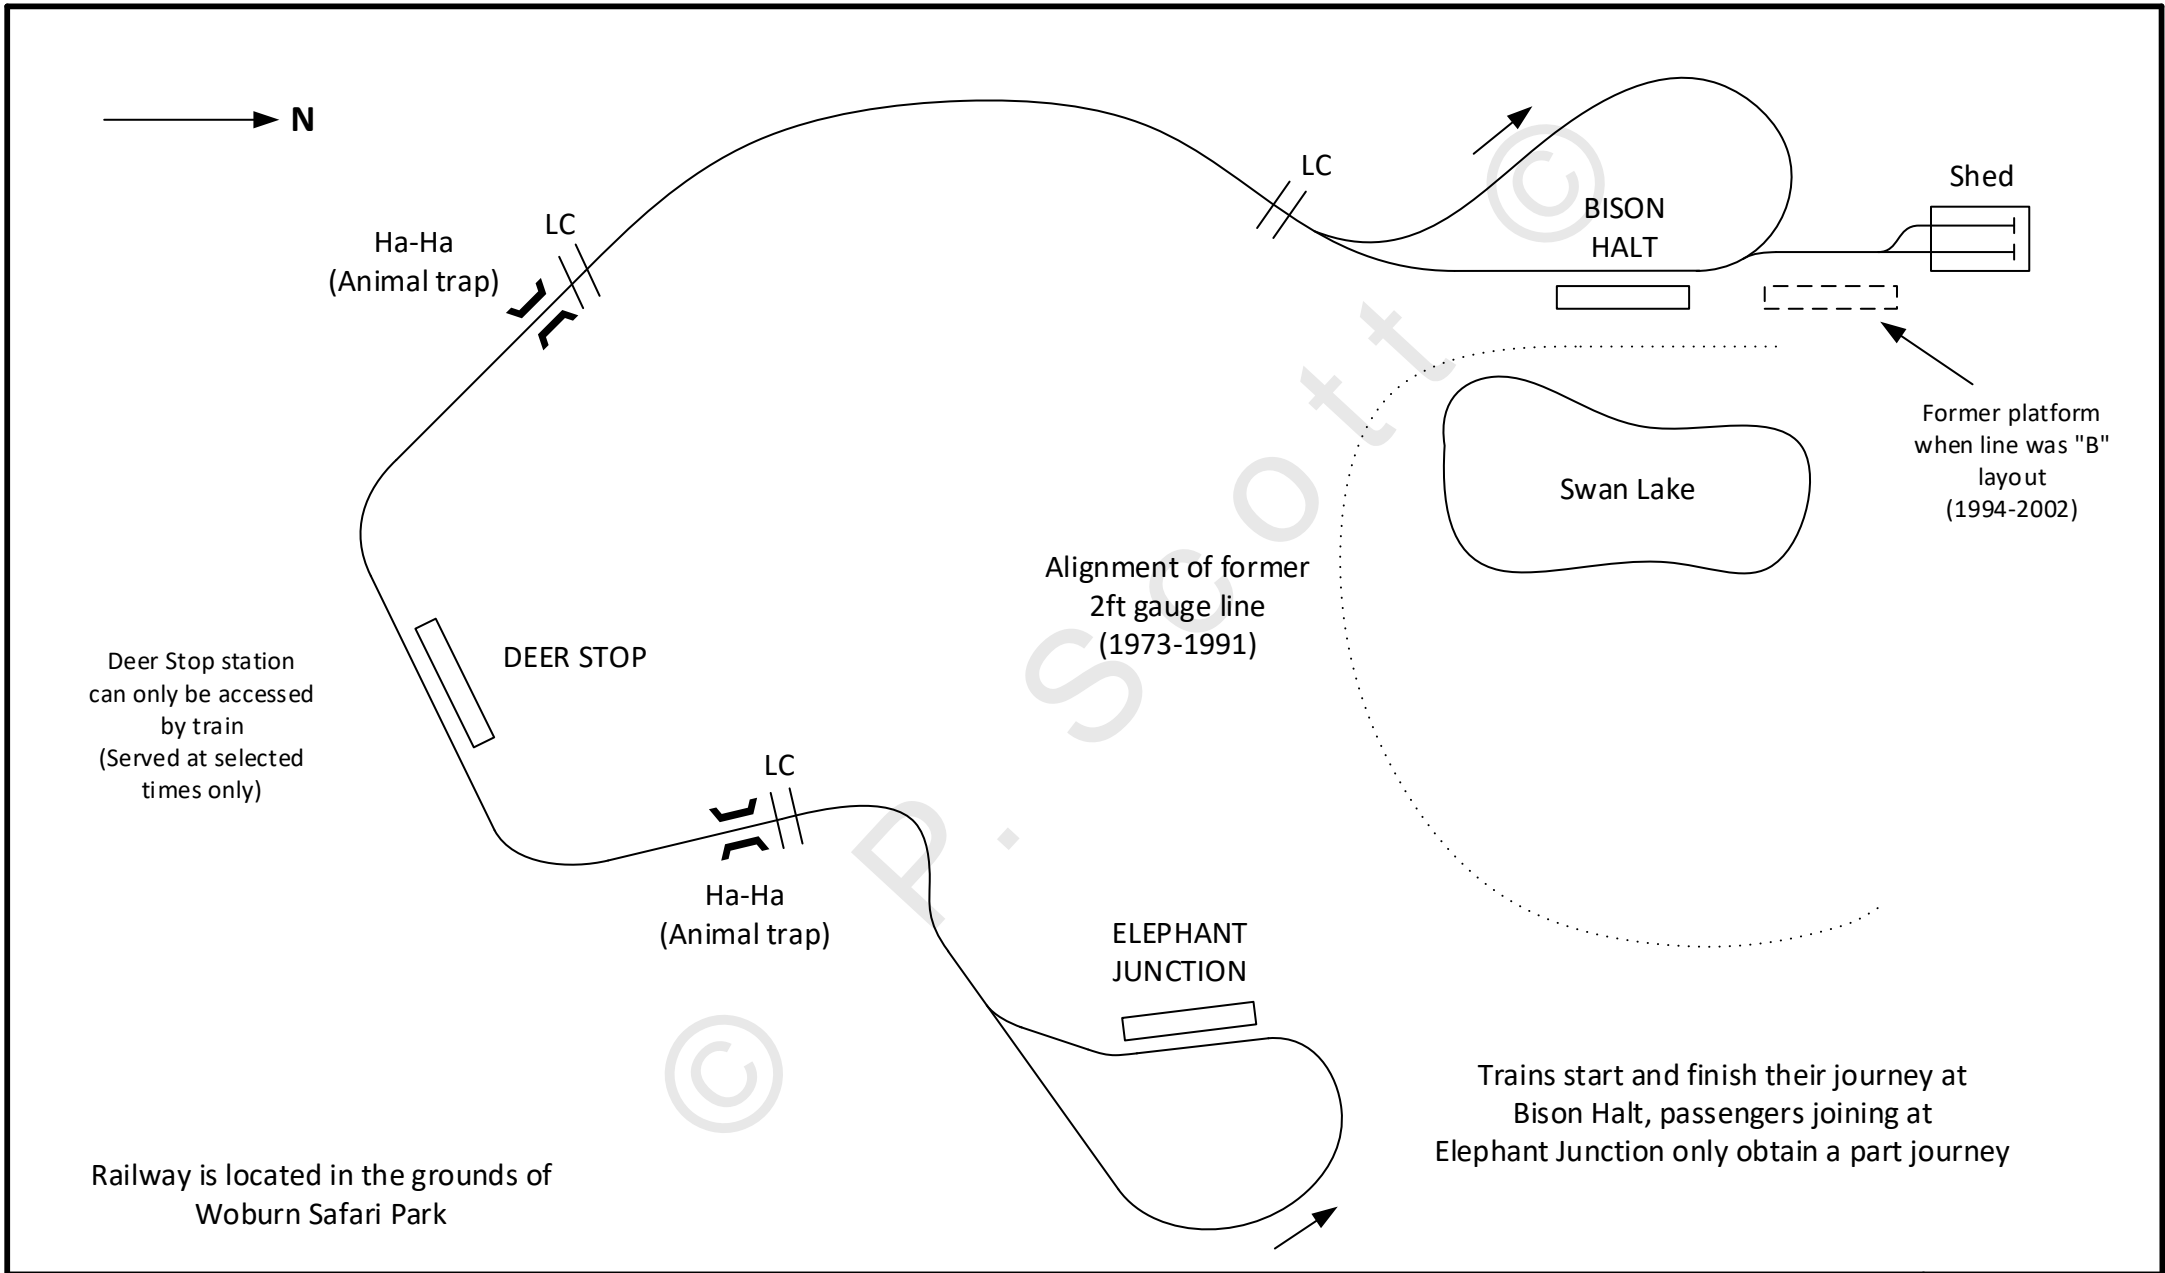 N
LC
Shed
BISON
HALT
Ha-Ha
(Animal trap)
LC
Former platform
when line was "B"
layout
(1994-2002)
Swan Lake
Alignment of former
2ft gauge line
(1973-1991)
DEER STOP
Deer Stop station
can only be accessed
by train
(Served at selected
times only)
LC
Ha-Ha
(Animal trap)
ELEPHANT
JUNCTION
Trains start and finish their journey at
Bison Halt, passengers joining at
Elephant Junction only obtain a part journey
Railway is located in the grounds of
Woburn Safari Park
© P. Scott ©